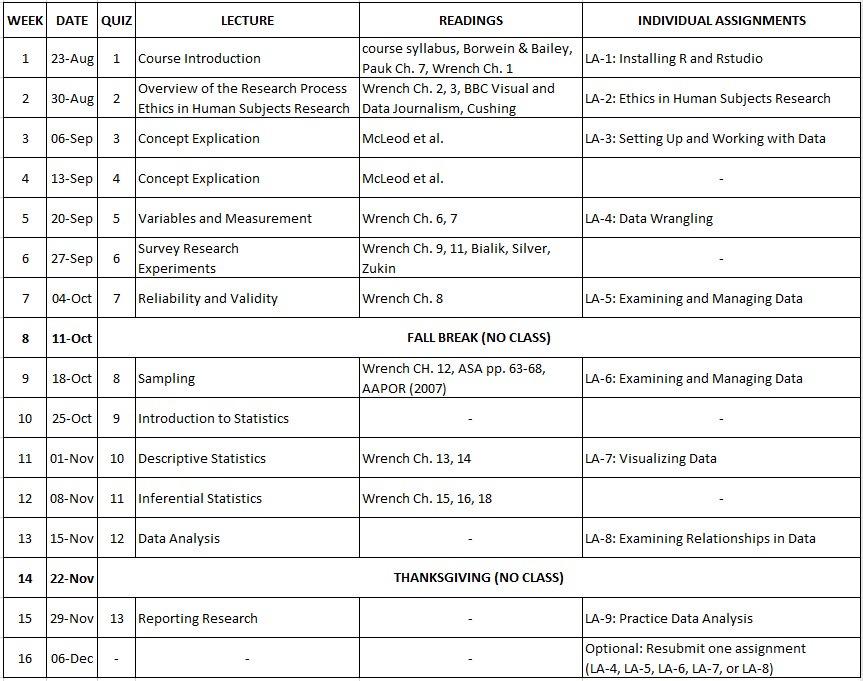 WEEK DATE QUIZ LECTURE READINGS INDIVIDUAL ASSIGNMENTS
1 23-Aug 1 Course Introduction course syllabus, Borwein & Bailey,
Pauk Ch. 7, Wrench Ch. 1 LA-1: Installing R and Rstudio
2 30-Aug 2 Overview of the Research Process
Ethics in Human Subjects Research Wrench Ch. 2, 3, BBC Visual and
Data Journalism, Cushing LA-2: Ethics in Human Subjects Research
3 06-Sep 3 Concept Explication McLeod et al. LA-3: Setting Up and Working with Data
4 13-Sep 4 Concept Explication McLeod et al. -
5 20-Sep 5 Variables and Measurement Wrench Ch. 6, 7 LA-4: Data Wrangling
6 27-Sep 6 Survey Research
Experiments Wrench Ch. 9, 11, Bialik, Silver,
Zukin -
7 04-Oct 7 Reliability and Validity Wrench Ch. 8 LA-5: Examining and Managing Data
8 11-Oct FALL BREAK (NO CLASS)
9 18-Oct 8 Sampling Wrench CH. 12, ASA pp. 63-68,
AAPOR (2007) LA-6: Examining and Managing Data
10 25-Oct 9 Introduction to Statistics - -
11 01-Nov 10 Descriptive Statistics Wrench Ch. 13, 14 LA-7: Visualizing Data
12 08-Nov 11 Inferential Statistics Wrench Ch. 15, 16, 18 -
13 15-Nov 12 Data Analysis - LA-8: Examining Relationships in Data
14 22-Nov THANKSGIVING (NO CLASS)
15 29-Nov 13 Reporting Research - LA-9: Practice Data Analysis
16 06-Dec - - - Optional: Resubmit one assignment
(LA-4, LA-5, LA-6, LA-7, or LA-8)